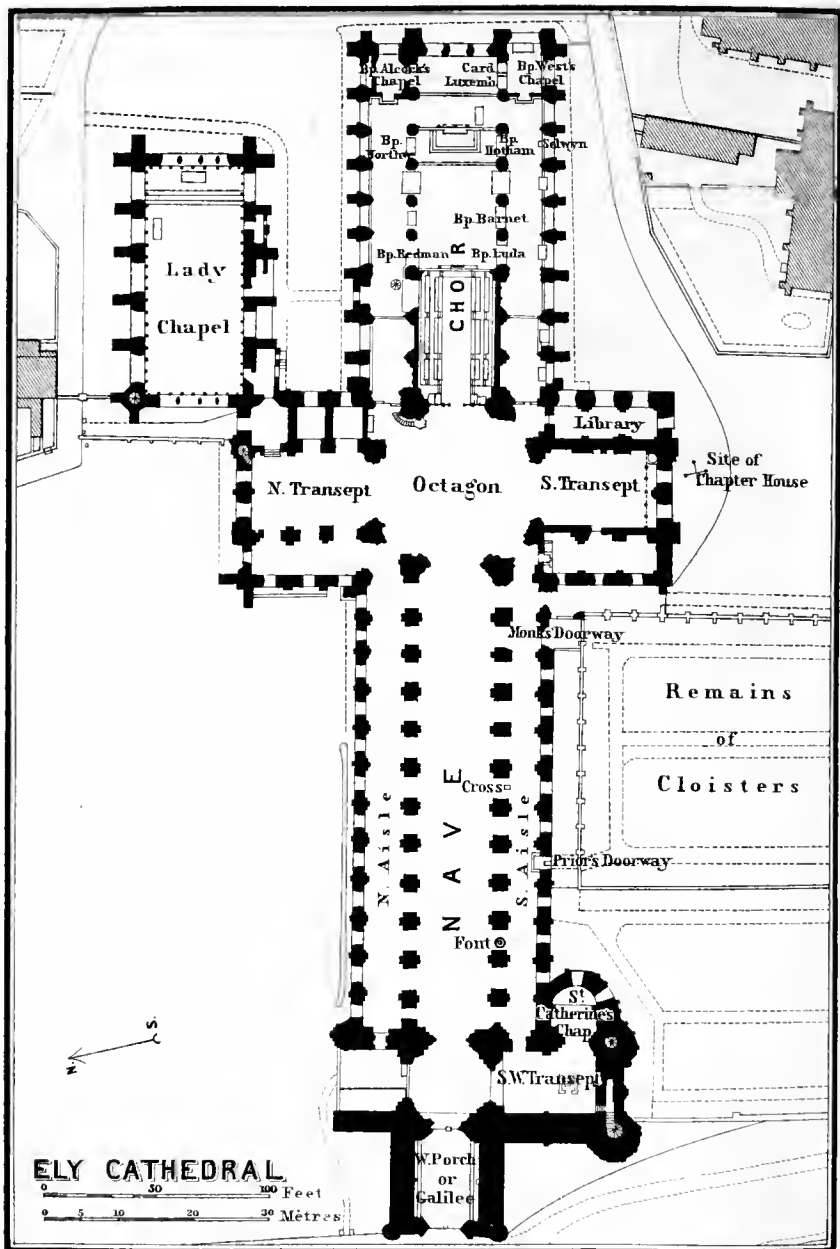 Bp. Alcock's
Chapel
Card.
Luxemb.
Bp. West's
Chapel
Bp.
North
Bp.
Hotham
Selwyn
Bp. Barnet
Bp. Redman
Bp. Luda
CHOIR
Lady
Chapel
Library
N. Transept
Octagon
S. Transept
Site of
Chapter House
Monks' Doorway
Remains
of
Cloisters
Cross
N. Aisle
NAVE
S. Aisle
Prior's Doorway
Font
St
Catherine's
Chap.
S.W. Transept
N.
S.
W. Porch
or
Galilee
ELY CATHEDRAL
0 50 100 Feet
0 5 10 20 30 Mètres